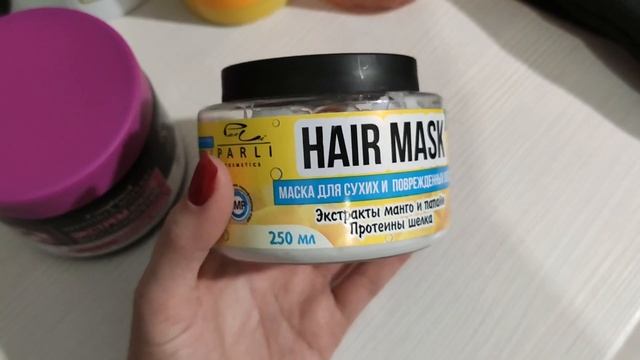 PARLI
COSMETICS
HAIR MASK
МАСКА ДЛЯ СУХИХ И ПОВРЕЖДЕННЫХ
Экстракты манго и папайи
Протеины шелка
250 мл